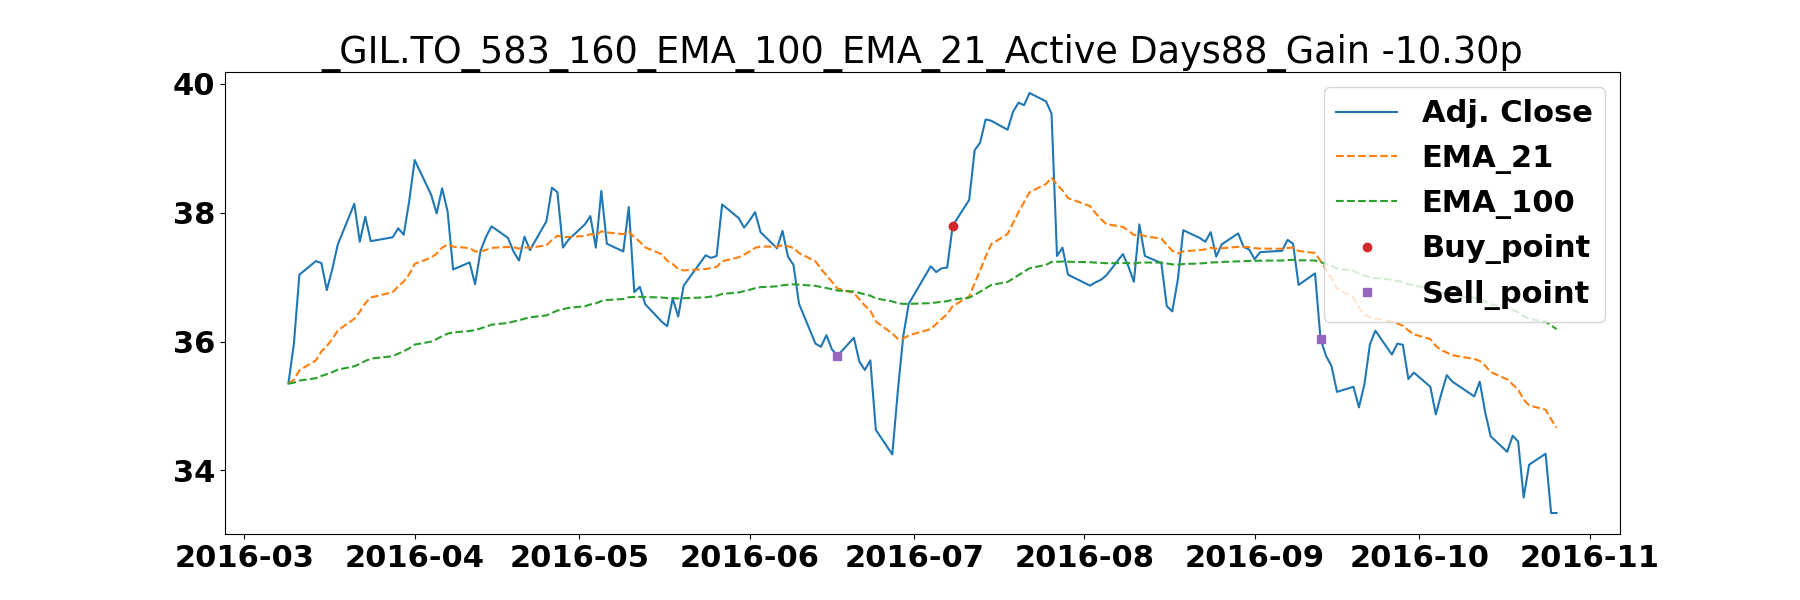 _GIL.TO_583_160_EMA_100_EMA_21_Active Days88_Gain -10.30p
40
38
36
34
Adj. Close
EMA_21
EMA_100
Buy_point
Sell_point
2016-03 2016-04 2016-05 2016-06 2016-07 2016-08 2016-09 2016-10 2016-11